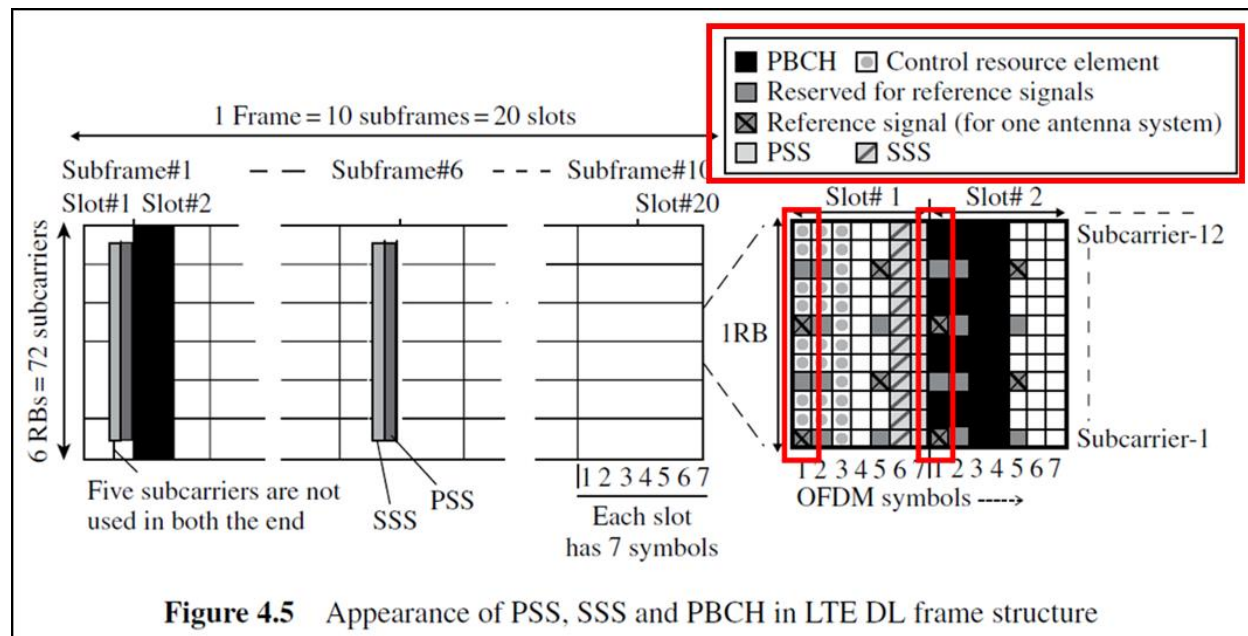 PBCH Control resource element
Reserved for reference signals
Reference signal (for one antenna system)
PSS SSS
1 Frame = 10 subframes = 20 slots
Subframe#1 Subframe#6 Subframe#10
Slot#1 Slot#2 Slot#20
Slot# 1 Slot# 2
6 RBs = 72 subcarriers
Subcarrier-12
1RB
Subcarrier-1
1 2 3 4 5 6 7
1 2 3 4 5 6 7 1 2 3 4 5 6 7
OFDM symbols
Five subcarriers are not
used in both the end
SSS
PSS
Each slot
has 7 symbols
Figure 4.5 Appearance of PSS, SSS and PBCH in LTE DL frame structure